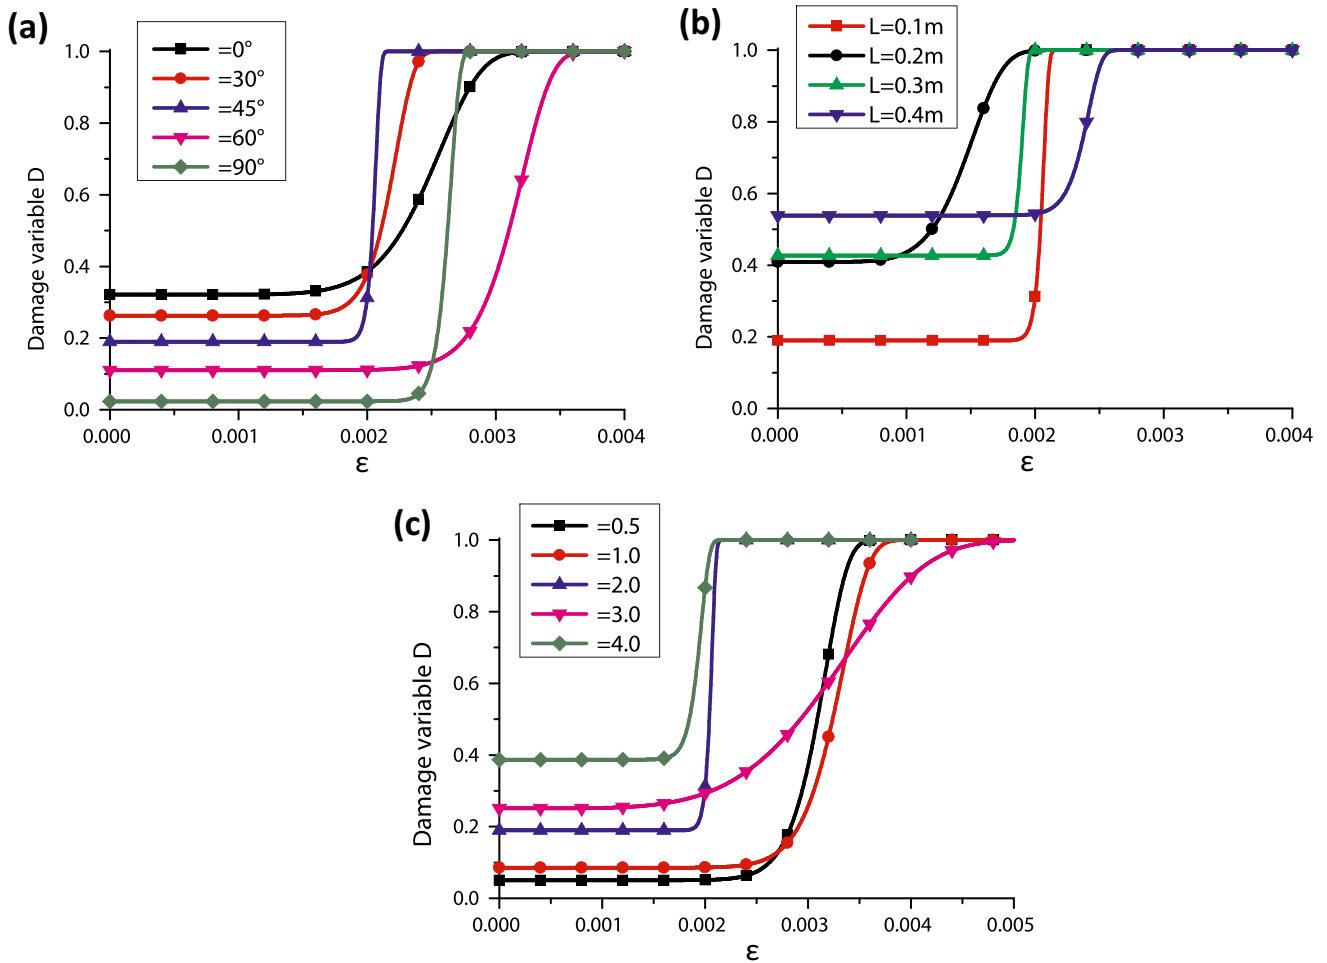 (a)
=0°
=30°
=45°
=60°
=90°
1.0
0.8
0.6
0.4
0.2
0.0
Damage variable D
0.000 0.001 0.002 0.003 0.004
ε
(b)
L=0.1m
L=0.2m
L=0.3m
L=0.4m
1.0
0.8
0.6
0.4
0.2
0.0
Damage variable D
0.000 0.001 0.002 0.003 0.004
ε
(c)
=0.5
=1.0
=2.0
=3.0
=4.0
1.0
0.8
0.6
0.4
0.2
0.0
Damage variable D
0.000 0.001 0.002 0.003 0.004 0.005
ε